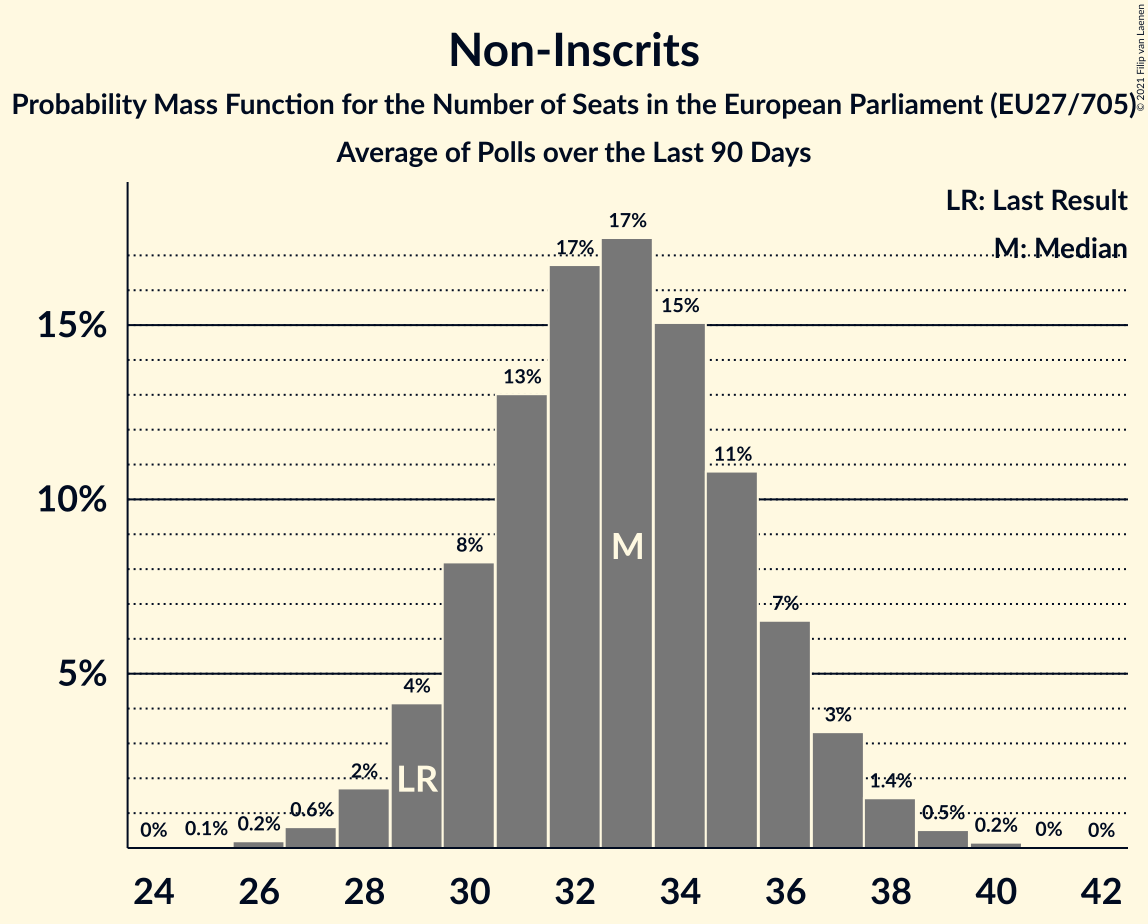 Non-Inscrits
Probability Mass Function for the Number of Seats in the European Parliament (EU27/705)
Average of Polls over the Last 90 Days
© 2021 Filip van Laenen
LR: Last Result
M: Median
15%
10%
5%
0%
0.1%
0.2%
0.6%
2%
4%
8%
13%
17%
17%
15%
11%
7%
3%
1.4%
0.5%
0.2%
0%
0%
LR
M
24 26 28 30 32 34 36 38 40 42